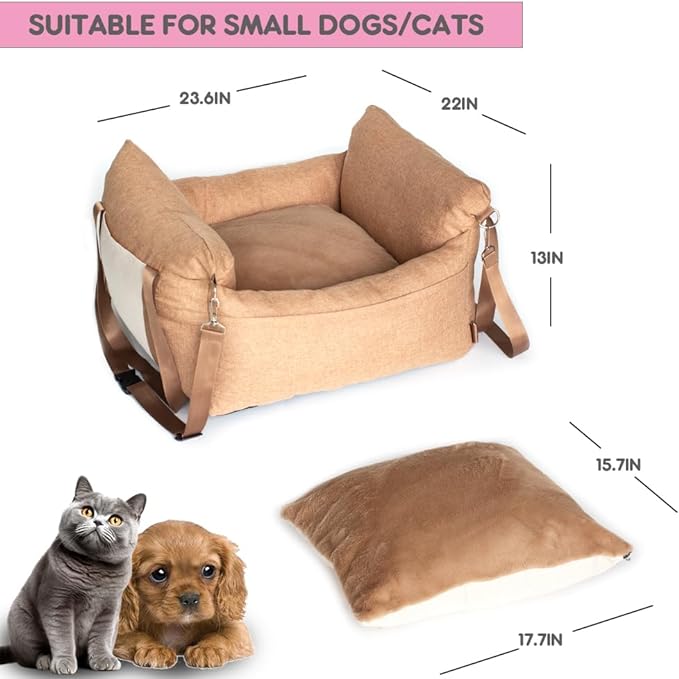 SUITABLE FOR SMALL DOGS/CATS
23.6IN
22IN
13IN
15.7IN
17.7IN